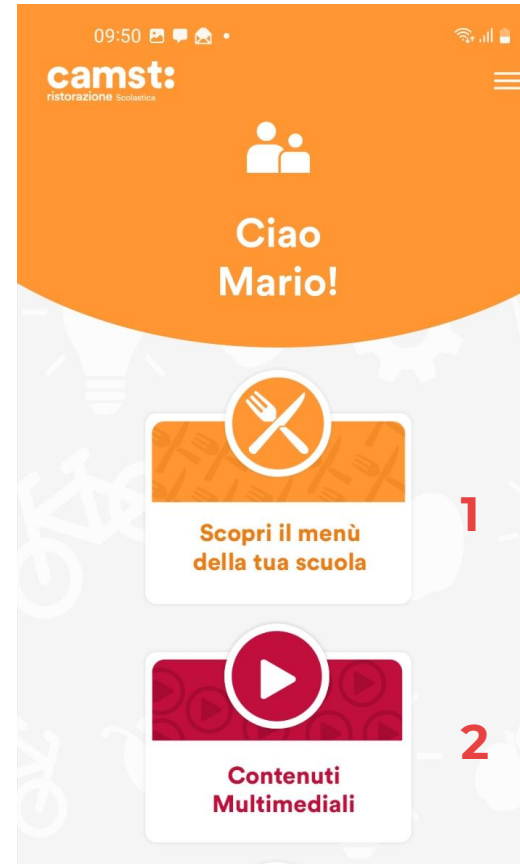 09:50
camst:
ristorazione Scolastica
Ciao
Mario!
Scopri il menù
della tua scuola
1
Contenuti
Multimediali
2